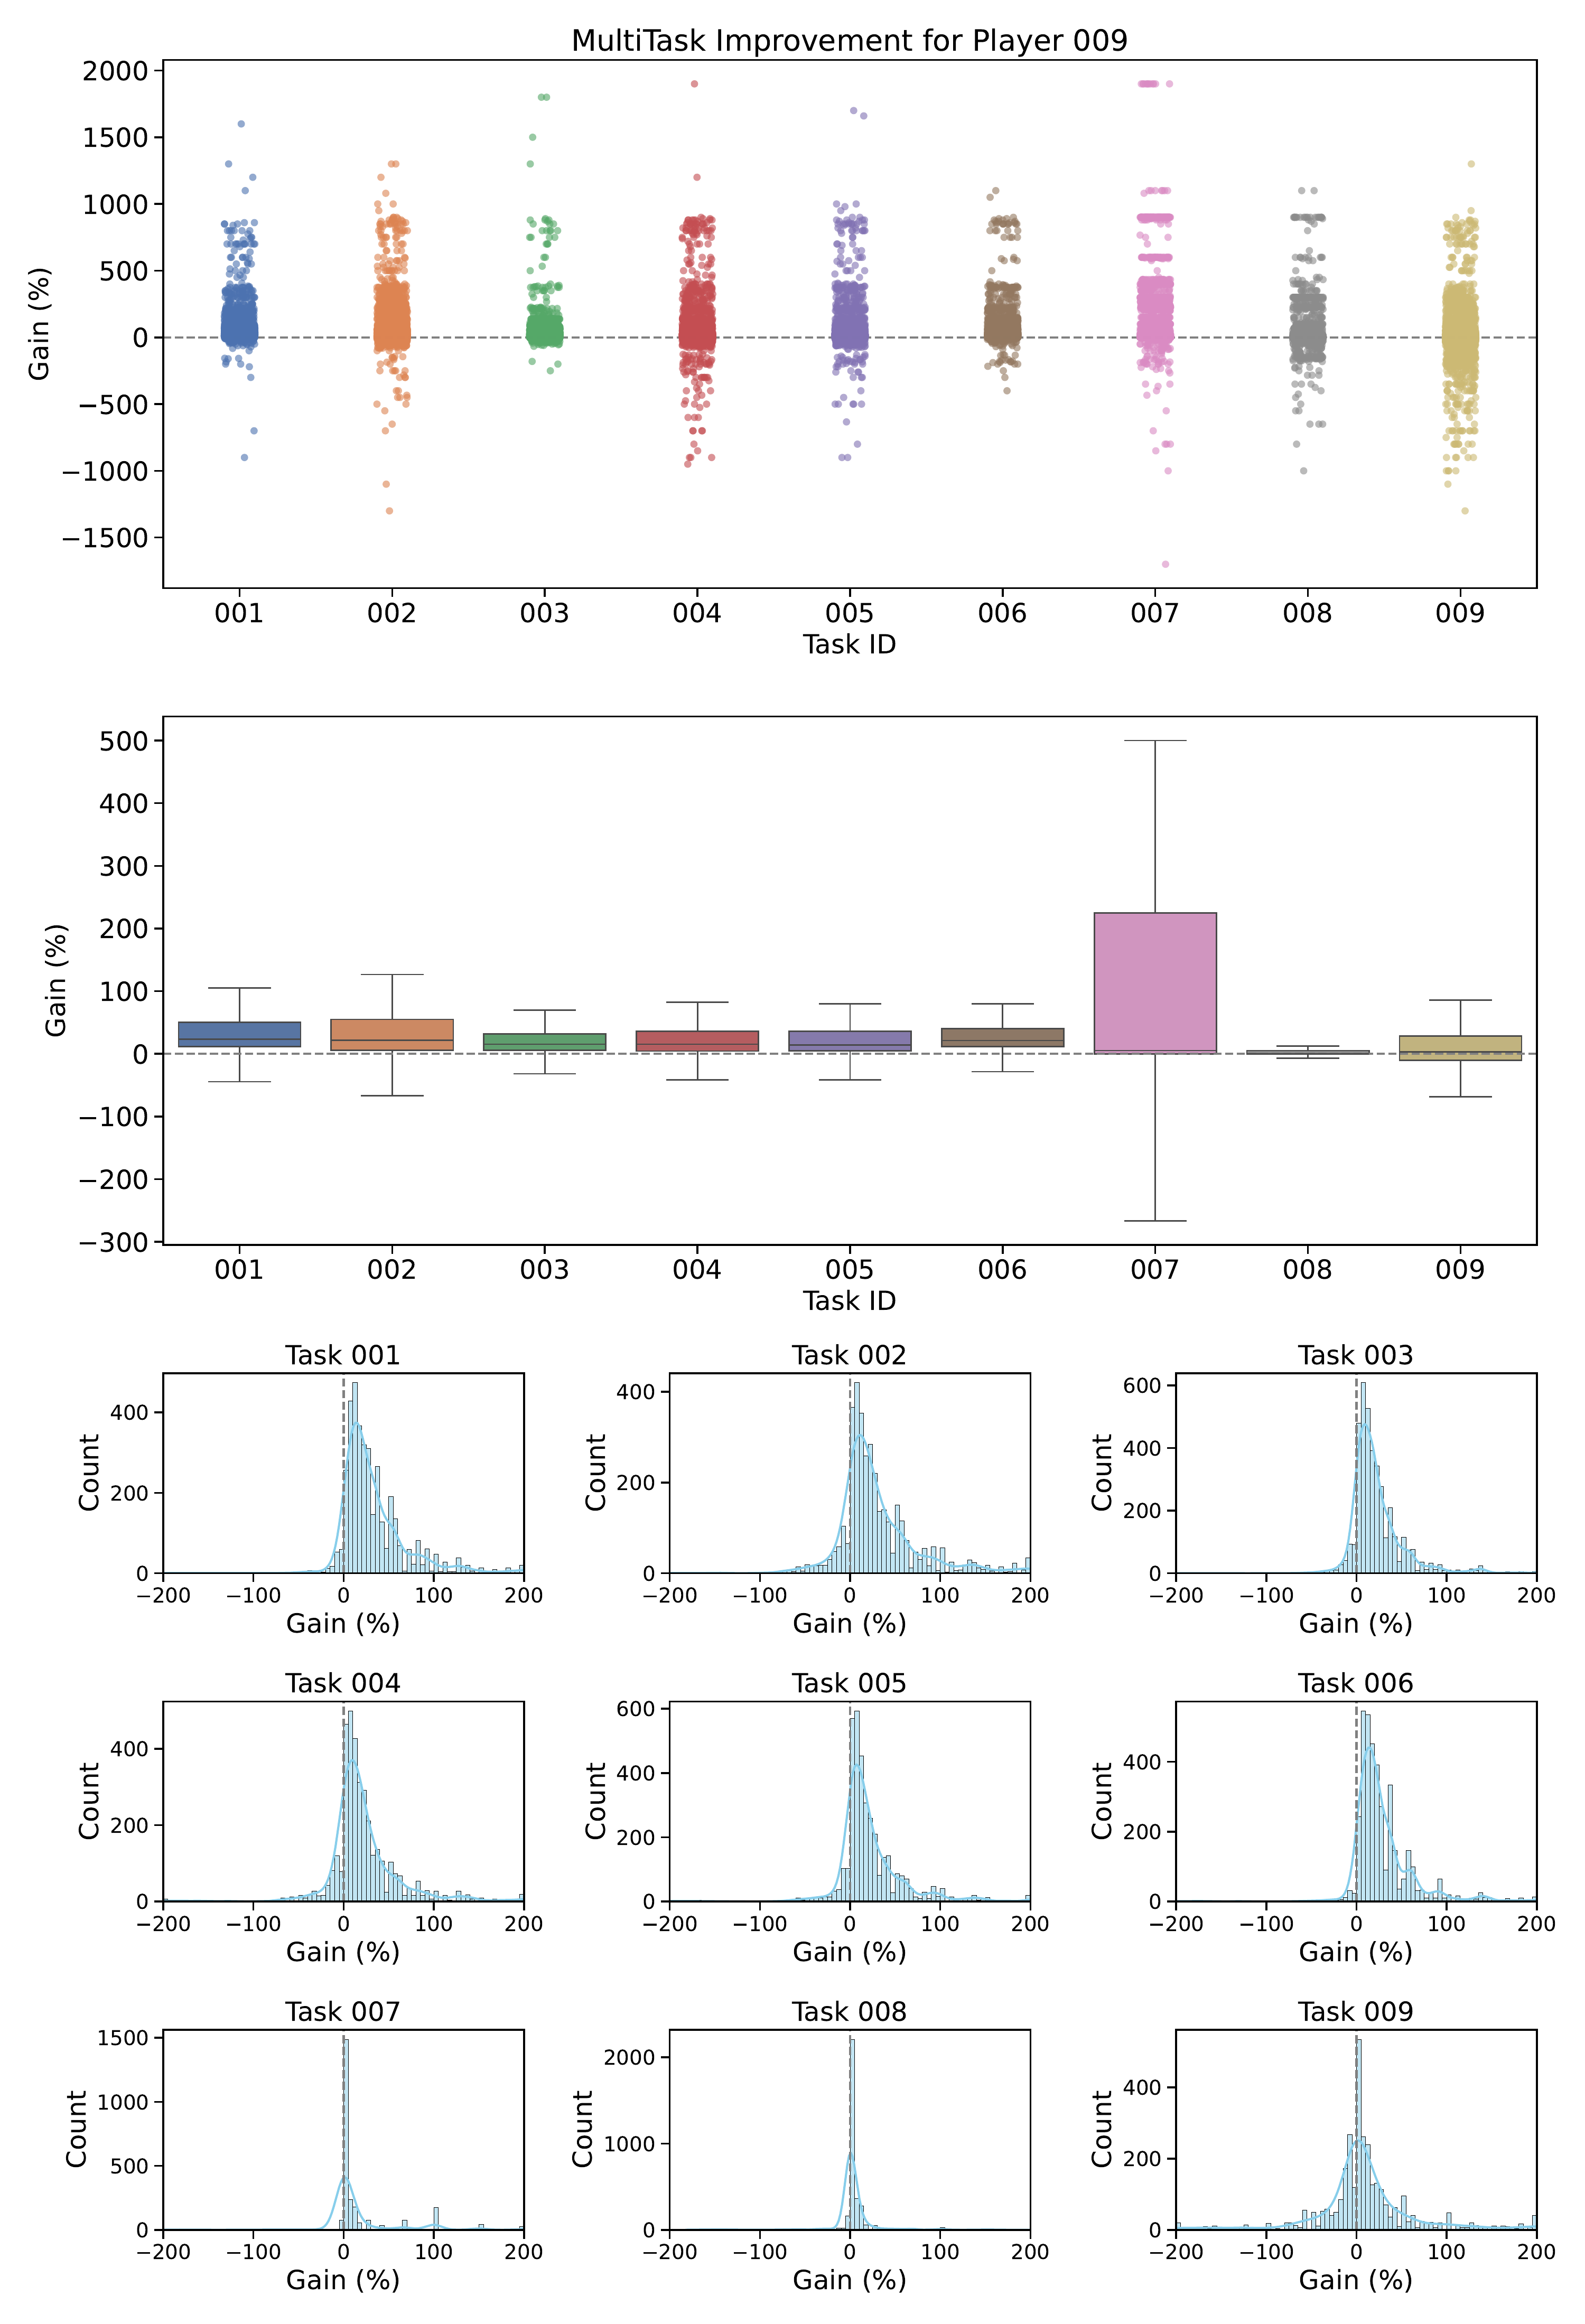 MultiTask Improvement for Player 009
2000
1500
1000
500
0
−500
−1000
−1500
Gain (%)
001 002 003 004 005 006 007 008 009
Task ID
500
400
300
200
100
0
−100
−200
−300
Gain (%)
001 002 003 004 005 006 007 008 009
Task ID
Task 001
400
200
0
Count
−200 −100 0 100 200
Gain (%)
Task 002
400
200
0
Count
−200 −100 0 100 200
Gain (%)
Task 003
600
400
200
0
Count
−200 −100 0 100 200
Gain (%)
Task 004
400
200
0
Count
−200 −100 0 100 200
Gain (%)
Task 005
600
400
200
0
Count
−200 −100 0 100 200
Gain (%)
Task 006
400
200
0
Count
−200 −100 0 100 200
Gain (%)
Task 007
1500
1000
500
0
Count
−200 −100 0 100 200
Gain (%)
Task 008
2000
1000
0
Count
−200 −100 0 100 200
Gain (%)
Task 009
400
200
0
Count
−200 −100 0 100 200
Gain (%)